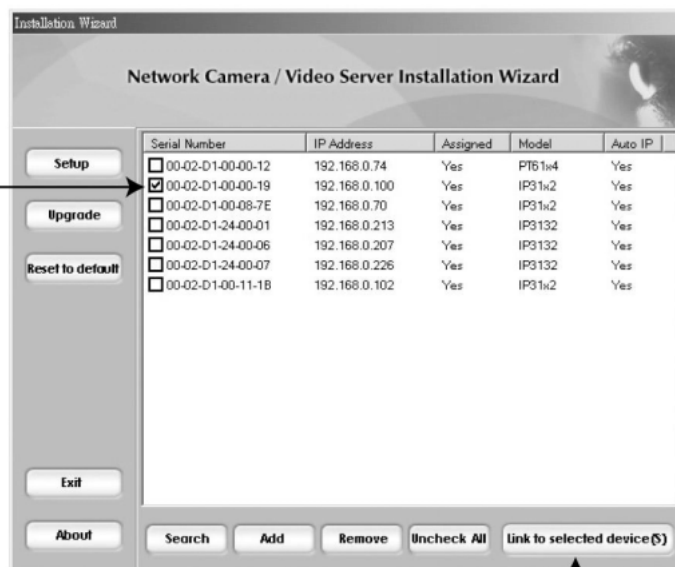 Installation Wizard
Network Camera / Video Server Installation Wizard
Setup
Upgrade
Reset to default
Exit
About
Serial Number IP Address Assigned Model Auto IP
00-02-D1-00-00-12 192.168.0.74 Yes PT61x4 Yes
00-02-D1-00-00-19 192.168.0.100 Yes IP31x2 Yes
00-02-D1-00-08-7E 192.168.0.70 Yes IP31x2 Yes
00-02-D1-24-00-01 192.168.0.213 Yes IP3132 Yes
00-02-D1-24-00-06 192.168.0.207 Yes IP3132 Yes
00-02-D1-24-00-07 192.168.0.226 Yes IP3132 Yes
00-02-D1-00-11-1B 192.168.0.102 Yes IP31x2 Yes
Search Add Remove Uncheck All Link to selected device(S)